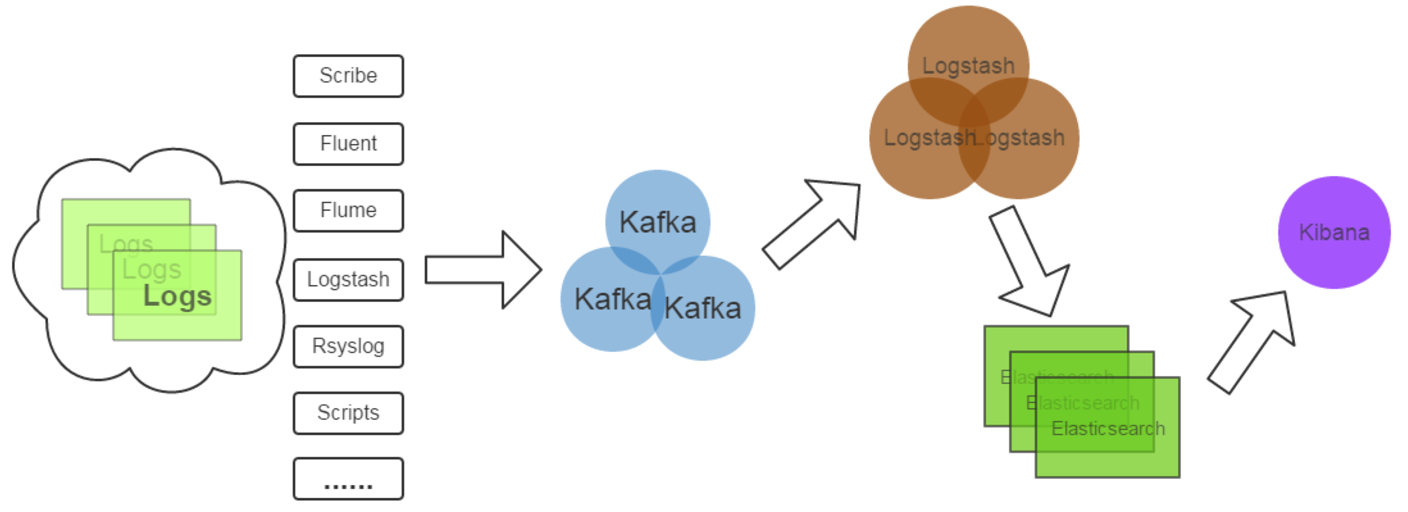 Logs
Logs
Logs
Scribe
Fluent
Flume
Logstash
Rsyslog
Scripts
......
Kafka
Kafka
Kafka
Logstash
Logstash
Logstash
Elasticsearch
Elasticsearch
Elasticsearch
Kibana